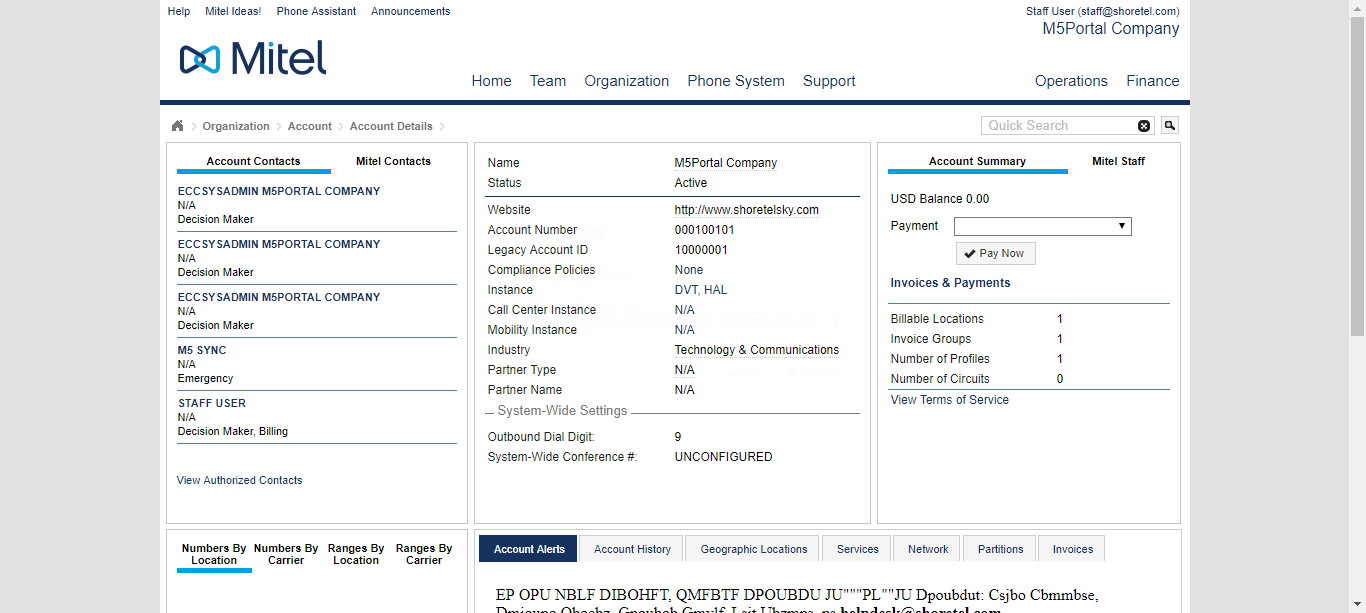 Help Mitel Ideas! Phone Assistant Announcements
Staff User (staff@shoretel.com)
M5Portal Company
Mitel
Home Team Organization Phone System Support Operations Finance
Organization Account Account Details
Quick Search
Account Contacts Mitel Contacts
ECCSYSADMIN M5PORTAL COMPANY
N/A
Decision Maker
ECCSYSADMIN M5PORTAL COMPANY
N/A
Decision Maker
ECCSYSADMIN M5PORTAL COMPANY
N/A
Decision Maker
M5 SYNC
N/A
Emergency
STAFF USER
N/A
Decision Maker, Billing
View Authorized Contacts
Name M5Portal Company
Status Active
Website http://www.shoretelsky.com
Account Number 000100101
Legacy Account ID 10000001
Compliance Policies None
Instance DVT, HAL
Call Center Instance N/A
Mobility Instance N/A
Industry Technology & Communications
Partner Type N/A
Partner Name N/A
System-Wide Settings
Outbound Dial Digit: 9
System-Wide Conference #: UNCONFIGURED
Account Summary Mitel Staff
USD Balance 0.00
Payment
Pay Now
Invoices & Payments
Billable Locations 1
Invoice Groups 1
Number of Profiles 1
Number of Circuits 0
View Terms of Service
Numbers By Location Numbers By Carrier Ranges By Location Ranges By Carrier
Account Alerts Account History Geographic Locations Services Network Partitions Invoices
EP OPU NBLF DIBOHFT, QMFBTF DPOUBDU JU"""PL""JU Dpoubdut: Csjbo Cbmmbse,
helpdesk@shoretel.com